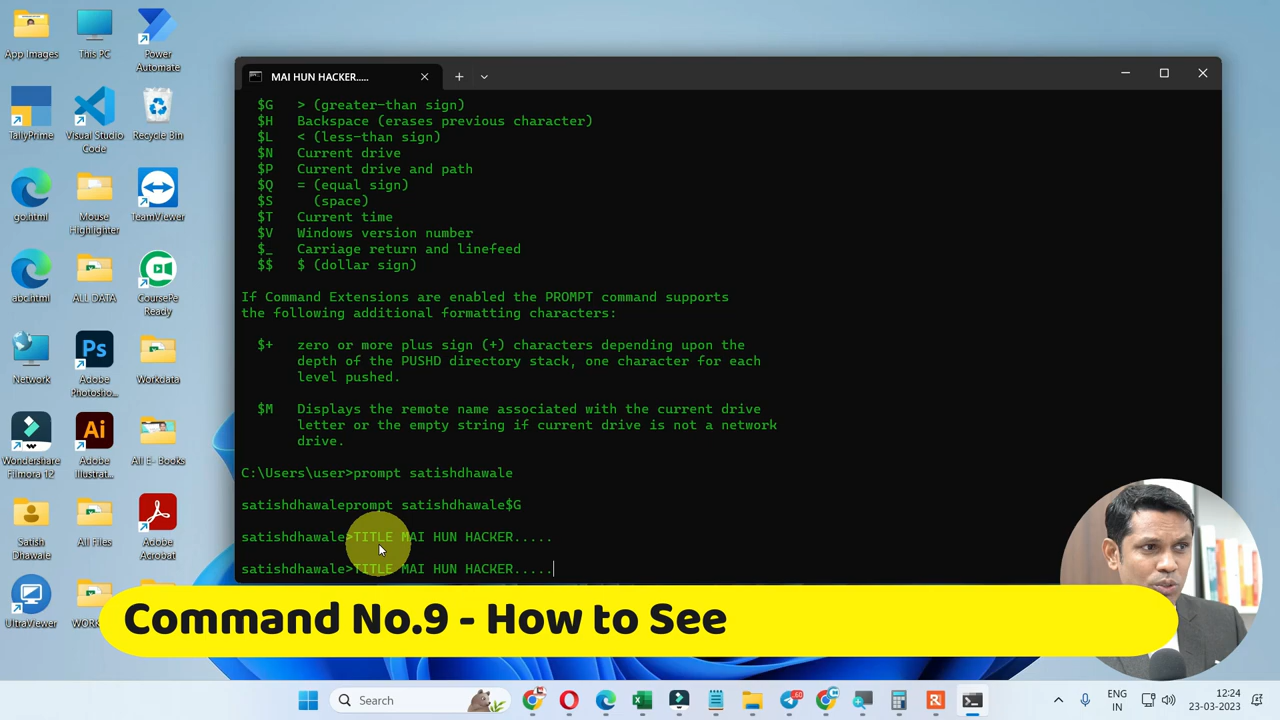 App Images
This PC
Power Automate
TallyPrime
Visual Studio Code
Recycle Bin
go.html
Mouse Highlighter
TeamViewer
abc.html
ALL DATA
CoursePe Ready
Network
Adobe Photosho...
Workdata
Wondershare Filmora 12
Adobe Illustrat...
All E- Books
Satish Dhawale
All Files
Adobe Acrobat
UltraViewer
MAI HUN HACKER.....
$G > (greater-than sign)
$H Backspace (erases previous character)
$L < (less-than sign)
$N Current drive
$P Current drive and path
$Q = (equal sign)
$S (space)
$T Current time
$V Windows version number
$_ Carriage return and linefeed
$$ $ (dollar sign)
If Command Extensions are enabled the PROMPT command supports
the following additional formatting characters:
$+ zero or more plus sign (+) characters depending upon the
depth of the PUSHD directory stack, one character for each
level pushed.
$M Displays the remote name associated with the current drive
letter or the empty string if current drive is not a network
drive.
C:\Users\user>prompt satishdhawale
satishdhawaleprompt satishdhawale$G
satishdhawale>TITLE MAI HUN HACKER.....
satishdhawale>TITLE MAI HUN HACKER.....
Command No.9 - How to See
Search
ENG
IN
12:24
23-03-2023